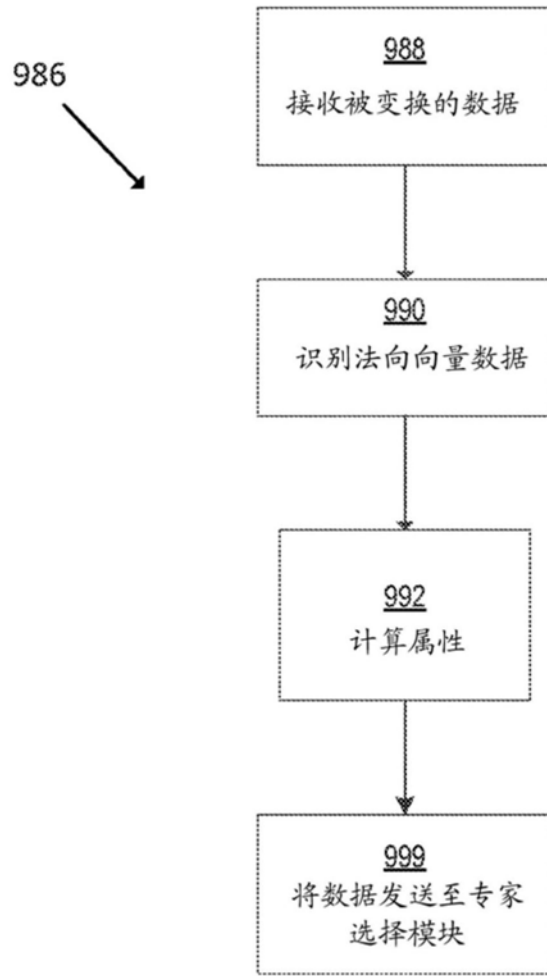 986
988
接收被变换的数据
990
识别法向向量数据
992
计算属性
999
将数据发送至专家
选择模块